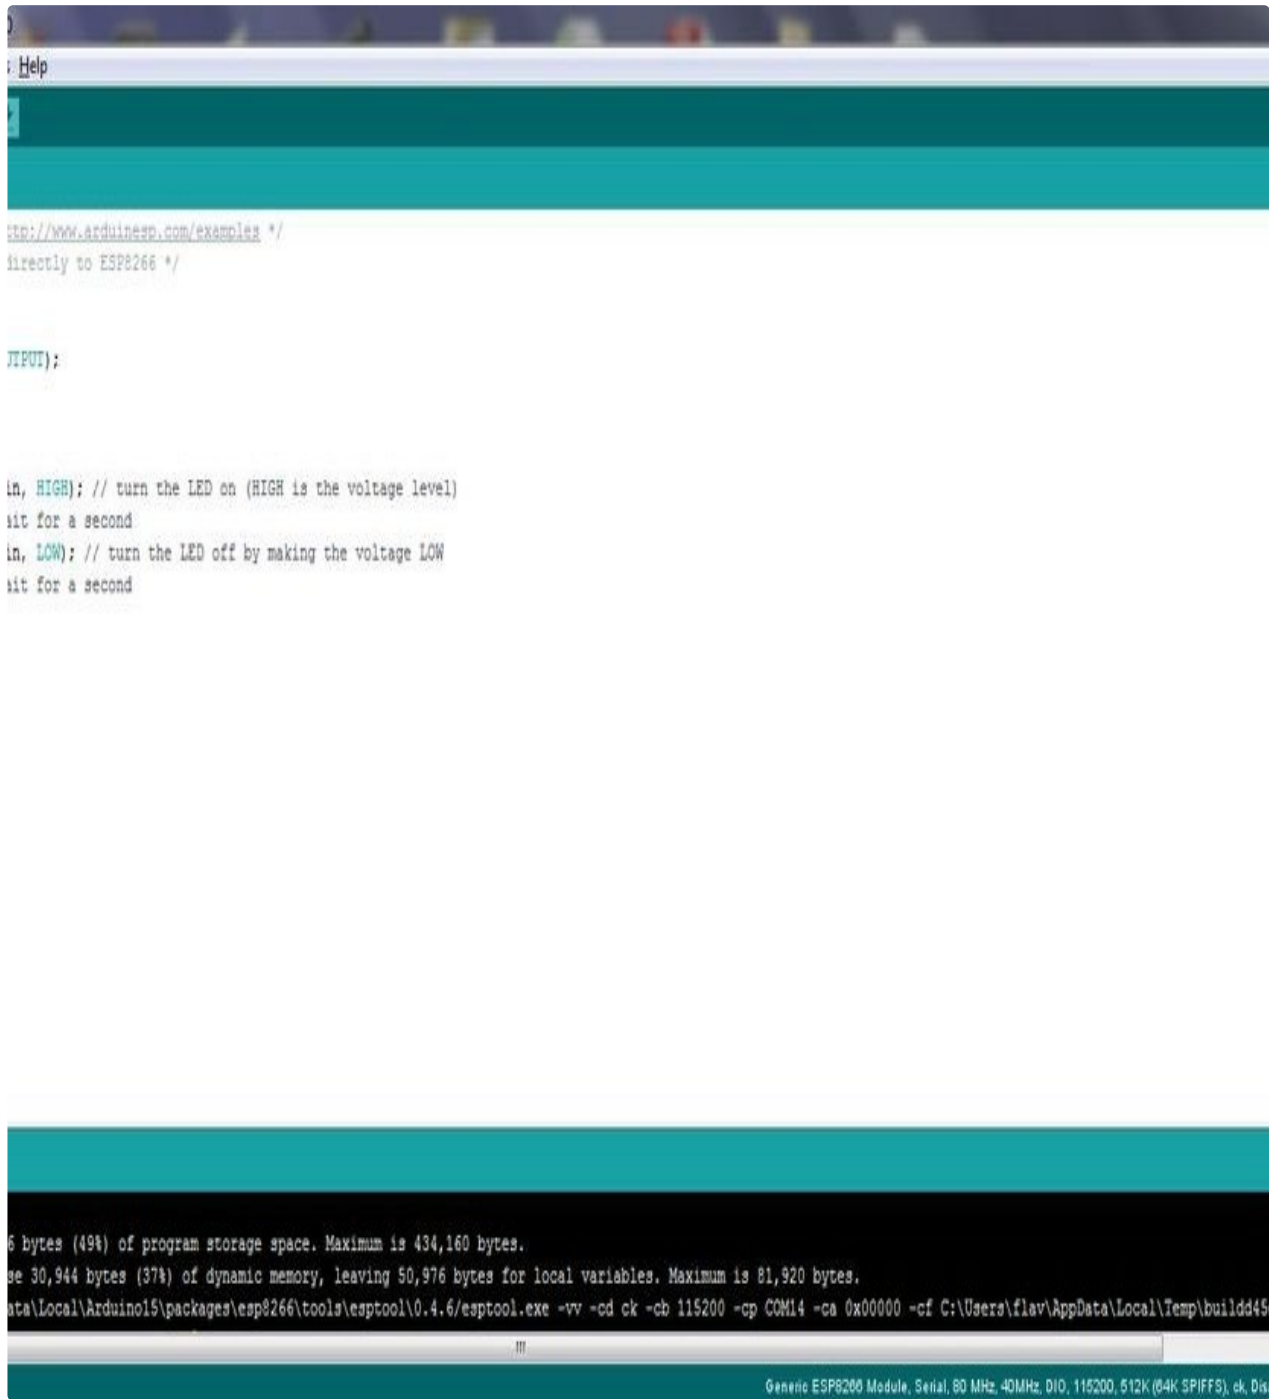 )
: Help
ttp://www.arduinesp.com/examples */
directly to ESP8266 */
UTPUT);
in, HIGH); // turn the LED on (HIGH is the voltage level)
ait for a second
in, LOW); // turn the LED off by making the voltage LOW
ait for a second
6 bytes (49%) of program storage space. Maximum is 434,160 bytes.
se 30,944 bytes (37%) of dynamic memory, leaving 50,976 bytes for local variables. Maximum is 81,920 bytes.
ata\Local\Arduino15\packages\esp8266\tools\esptool\0.4.6/esptool.exe -vv -cd ck -cb 115200 -cp COM14 -ca 0x00000 -cf C:\Users\flav\AppData\Local\Temp\buildd45
Generic ESP8266 Module, Serial, 80 MHz, 40MHz, DIO, 115200, 512K (64K SPIFFS), ck, Dis